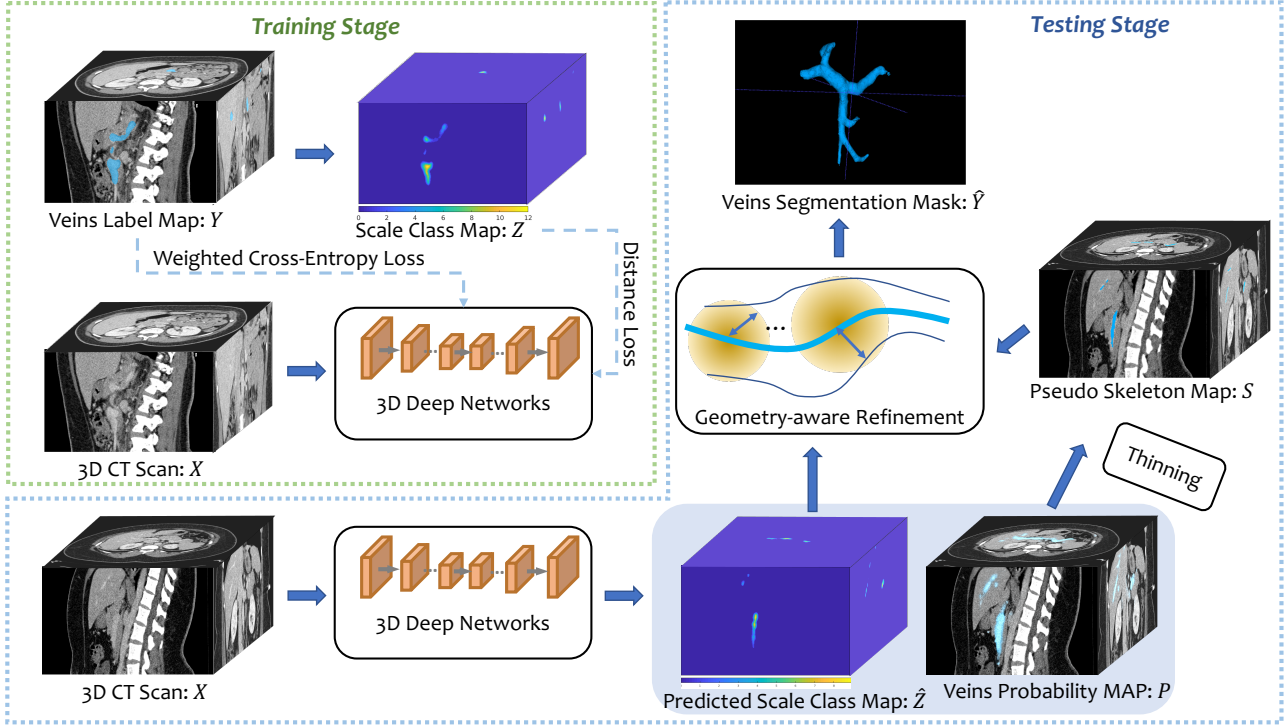 Training Stage
Testing Stage
Veins Label Map: Y
0 2 4 6 8 10 12
Scale Class Map: Z
Weighted Cross-Entropy Loss
Distance Loss
3D Deep Networks
3D CT Scan: X
Veins Segmentation Mask: Ŷ
...
Geometry-aware Refinement
Pseudo Skeleton Map: S
Thinning
3D Deep Networks
3D CT Scan: X
Predicted Scale Class Map: Ẑ
Veins Probability MAP: P